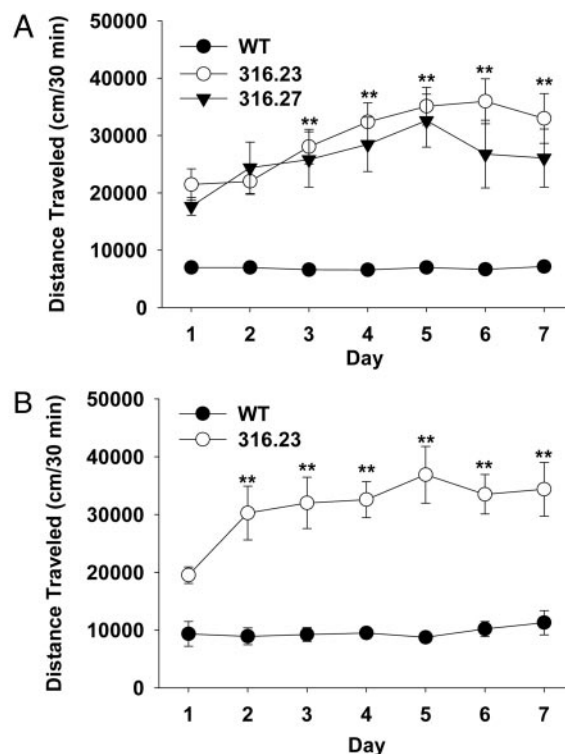 A
WT
316.23
316.27
Distance Traveled (cm/30 min)
50000
40000
30000
20000
10000
0
**
**
**
**
**
1 2 3 4 5 6 7
Day
B
WT
316.23
Distance Traveled (cm/30 min)
50000
40000
30000
20000
10000
0
**
**
**
**
**
**
1 2 3 4 5 6 7
Day